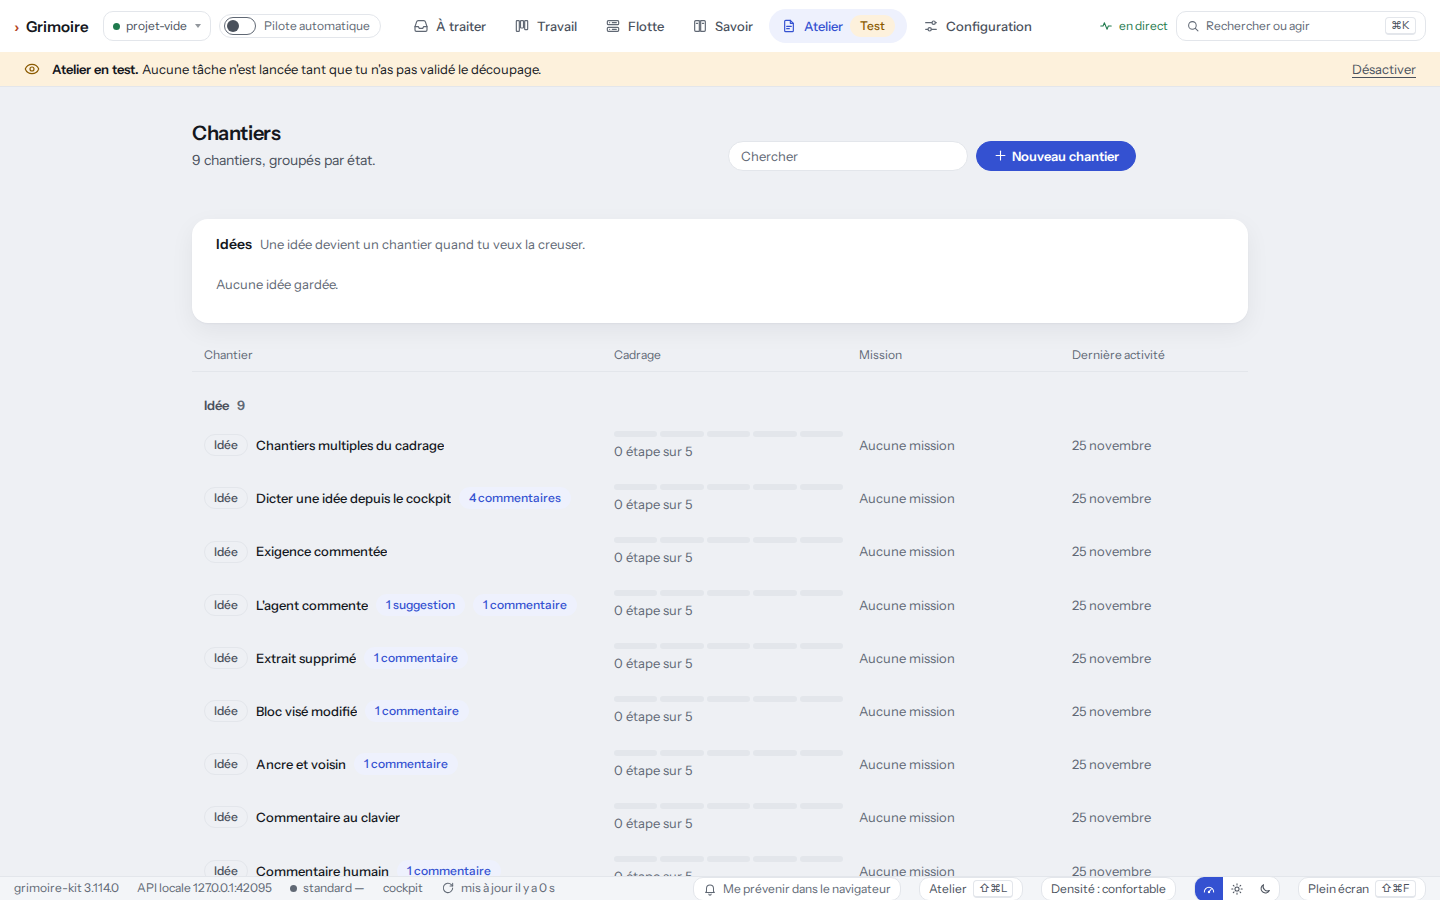 › Grimoire projet-vide Pilote automatique À traiter Travail Flotte Savoir Atelier Test Configuration en direct Rechercher ou agir ⌘K
Atelier en test. Aucune tâche n'est lancée tant que tu n'as pas validé le découpage. Désactiver
Chantiers
9 chantiers, groupés par état.
Chercher
+ Nouveau chantier
Idées Une idée devient un chantier quand tu veux la creuser.
Aucune idée gardée.
Chantier Cadrage Mission Dernière activité
Idée 9
Idée Chantiers multiples du cadrage 0 étape sur 5 Aucune mission 25 novembre
Idée Dicter une idée depuis le cockpit 4 commentaires 0 étape sur 5 Aucune mission 25 novembre
Idée Exigence commentée 0 étape sur 5 Aucune mission 25 novembre
Idée L'agent commente 1 suggestion 1 commentaire 0 étape sur 5 Aucune mission 25 novembre
Idée Extrait supprimé 1 commentaire 0 étape sur 5 Aucune mission 25 novembre
Idée Bloc visé modifié 1 commentaire 0 étape sur 5 Aucune mission 25 novembre
Idée Ancre et voisin 1 commentaire 0 étape sur 5 Aucune mission 25 novembre
Idée Commentaire au clavier 0 étape sur 5 Aucune mission 25 novembre
Idée Commentaire humain 1 commentaire 0 étape sur 5 Aucune mission 25 novembre
grimoire-kit 3.114.0 API locale 127.0.0.1:42095 standard — cockpit mis à jour il y a 0 s Me prévenir dans le navigateur Atelier ⇧⌘L Densité : confortable Plein écran ⇧⌘F